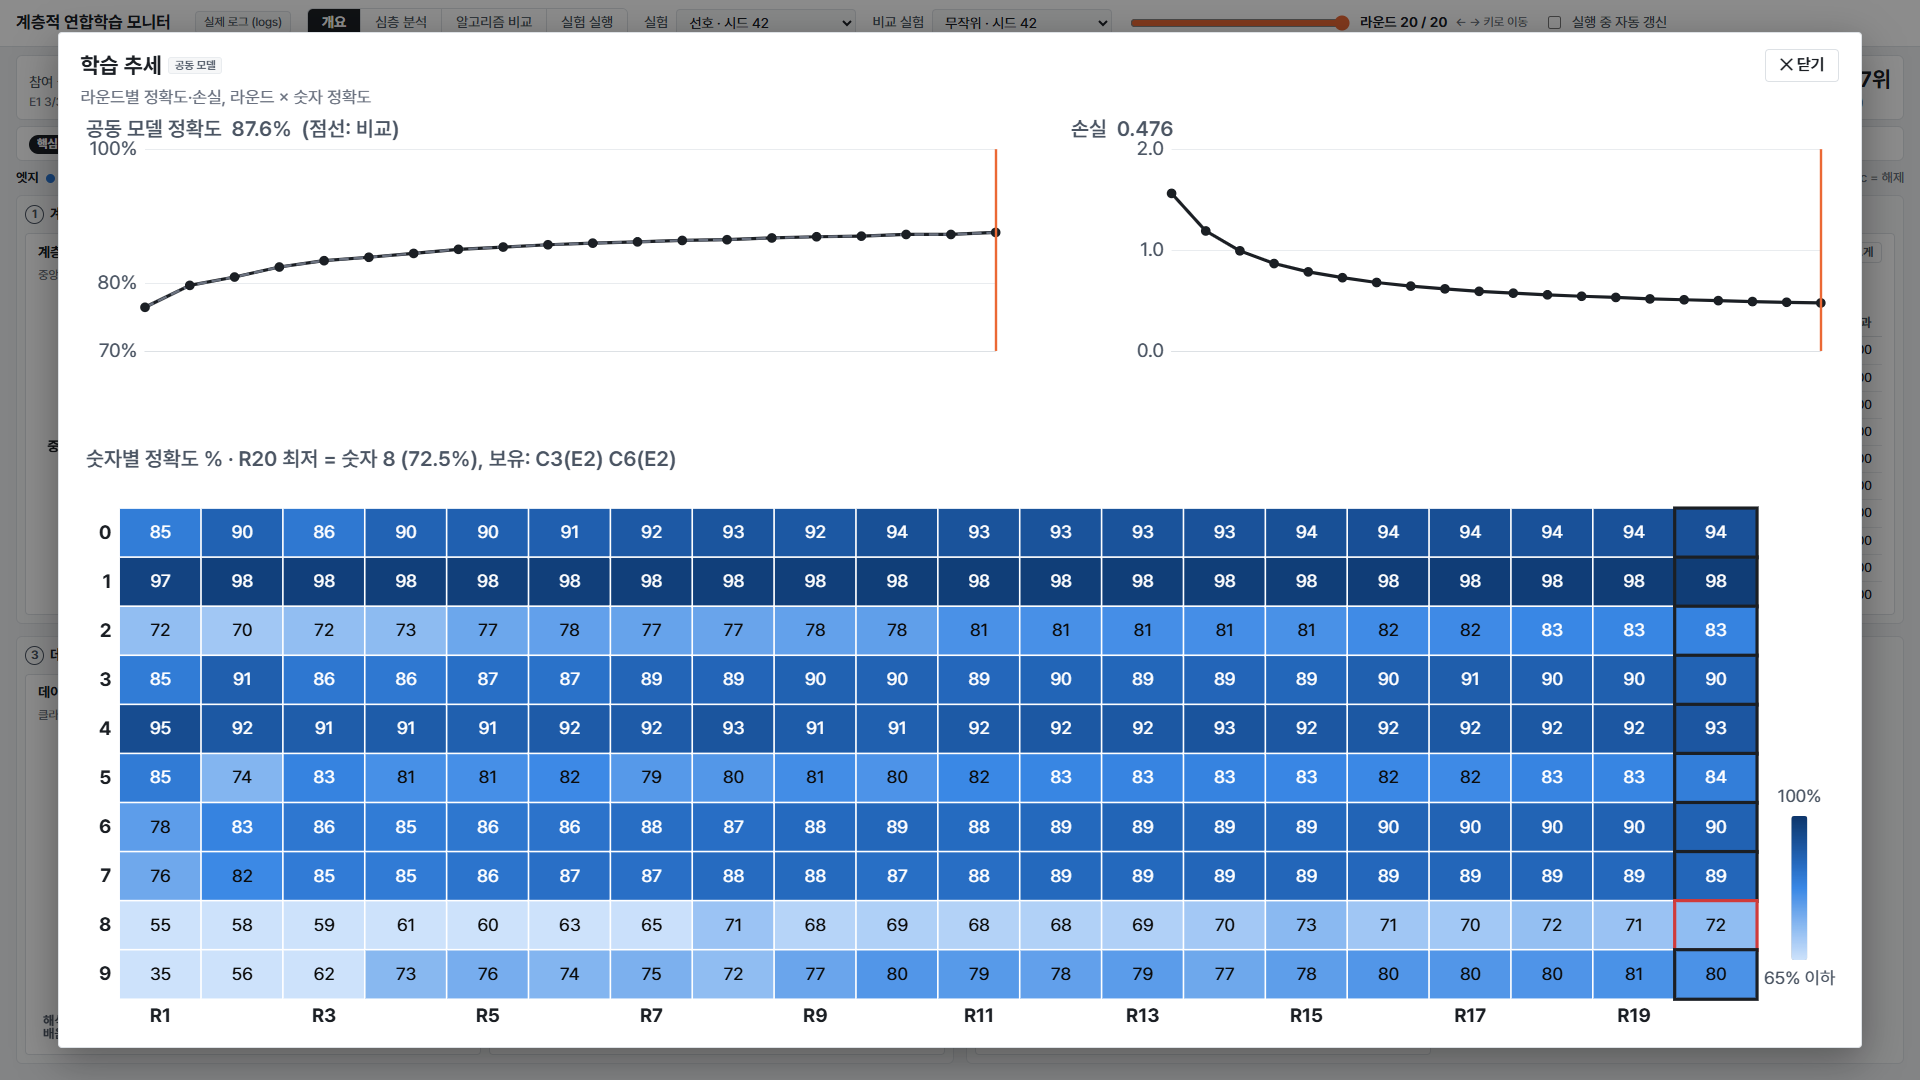 계층적 연합학습 모니터 실제 로그 (logs) 개요 심층 분석 알고리즘 비교 실험 실행 실험 선호 · 시드 42 비교 실험 무작위 · 시드 42 라운드 20 / 20 ← → 키로 이동 실행 중 자동 갱신
학습 추세 공동 모델 ✕닫기
라운드별 정확도·손실, 라운드 × 숫자 정확도
공동 모델 정확도 87.6% (점선: 비교)
100%
80%
70%
손실 0.476
2.0
1.0
0.0
숫자별 정확도 % · R20 최저 = 숫자 8 (72.5%), 보유: C3(E2) C6(E2)
0 85 90 86 90 90 91 92 93 92 94 93 93 93 93 94 94 94 94 94 94
1 97 98 98 98 98 98 98 98 98 98 98 98 98 98 98 98 98 98 98 98
2 72 70 72 73 77 78 77 77 78 78 81 81 81 81 81 82 82 83 83 83
3 85 91 86 86 87 87 89 89 90 90 89 90 89 89 89 90 91 90 90 90
4 95 92 91 91 91 92 92 93 91 91 92 92 92 93 92 92 92 92 92 93
5 85 74 83 81 81 82 79 80 81 80 82 83 83 83 83 82 82 83 83 84
6 78 83 86 85 86 86 88 87 88 89 88 89 89 89 89 90 90 90 90 90
7 76 82 85 85 86 87 87 88 88 87 88 89 89 89 89 89 89 89 89 89
8 55 58 59 61 60 63 65 71 68 69 68 68 69 70 73 71 70 72 71 72
9 35 56 62 73 76 74 75 72 77 80 79 78 79 77 78 80 80 80 81 80
R1 R3 R5 R7 R9 R11 R13 R15 R17 R19
100%
65% 이하
참여
E1 3/
핵심
엣지
1
3
7위
c = 해제